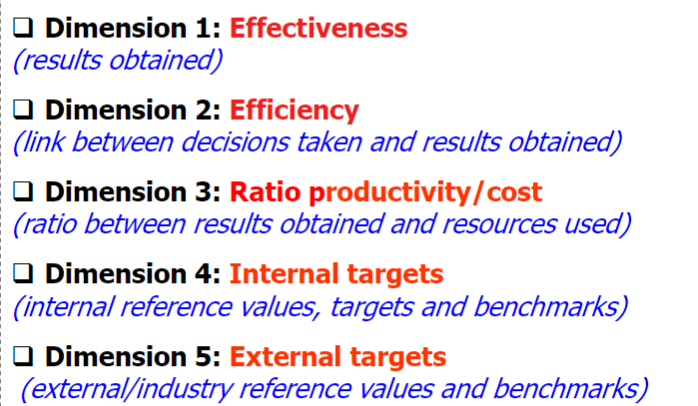 ❑ Dimension 1: Effectiveness
(results obtained)
❑ Dimension 2: Efficiency
(link between decisions taken and results obtained)
❑ Dimension 3: Ratio productivity/cost
(ratio between results obtained and resources used)
❑ Dimension 4: Internal targets
(internal reference values, targets and benchmarks)
❑ Dimension 5: External targets
(external/industry reference values and benchmarks)